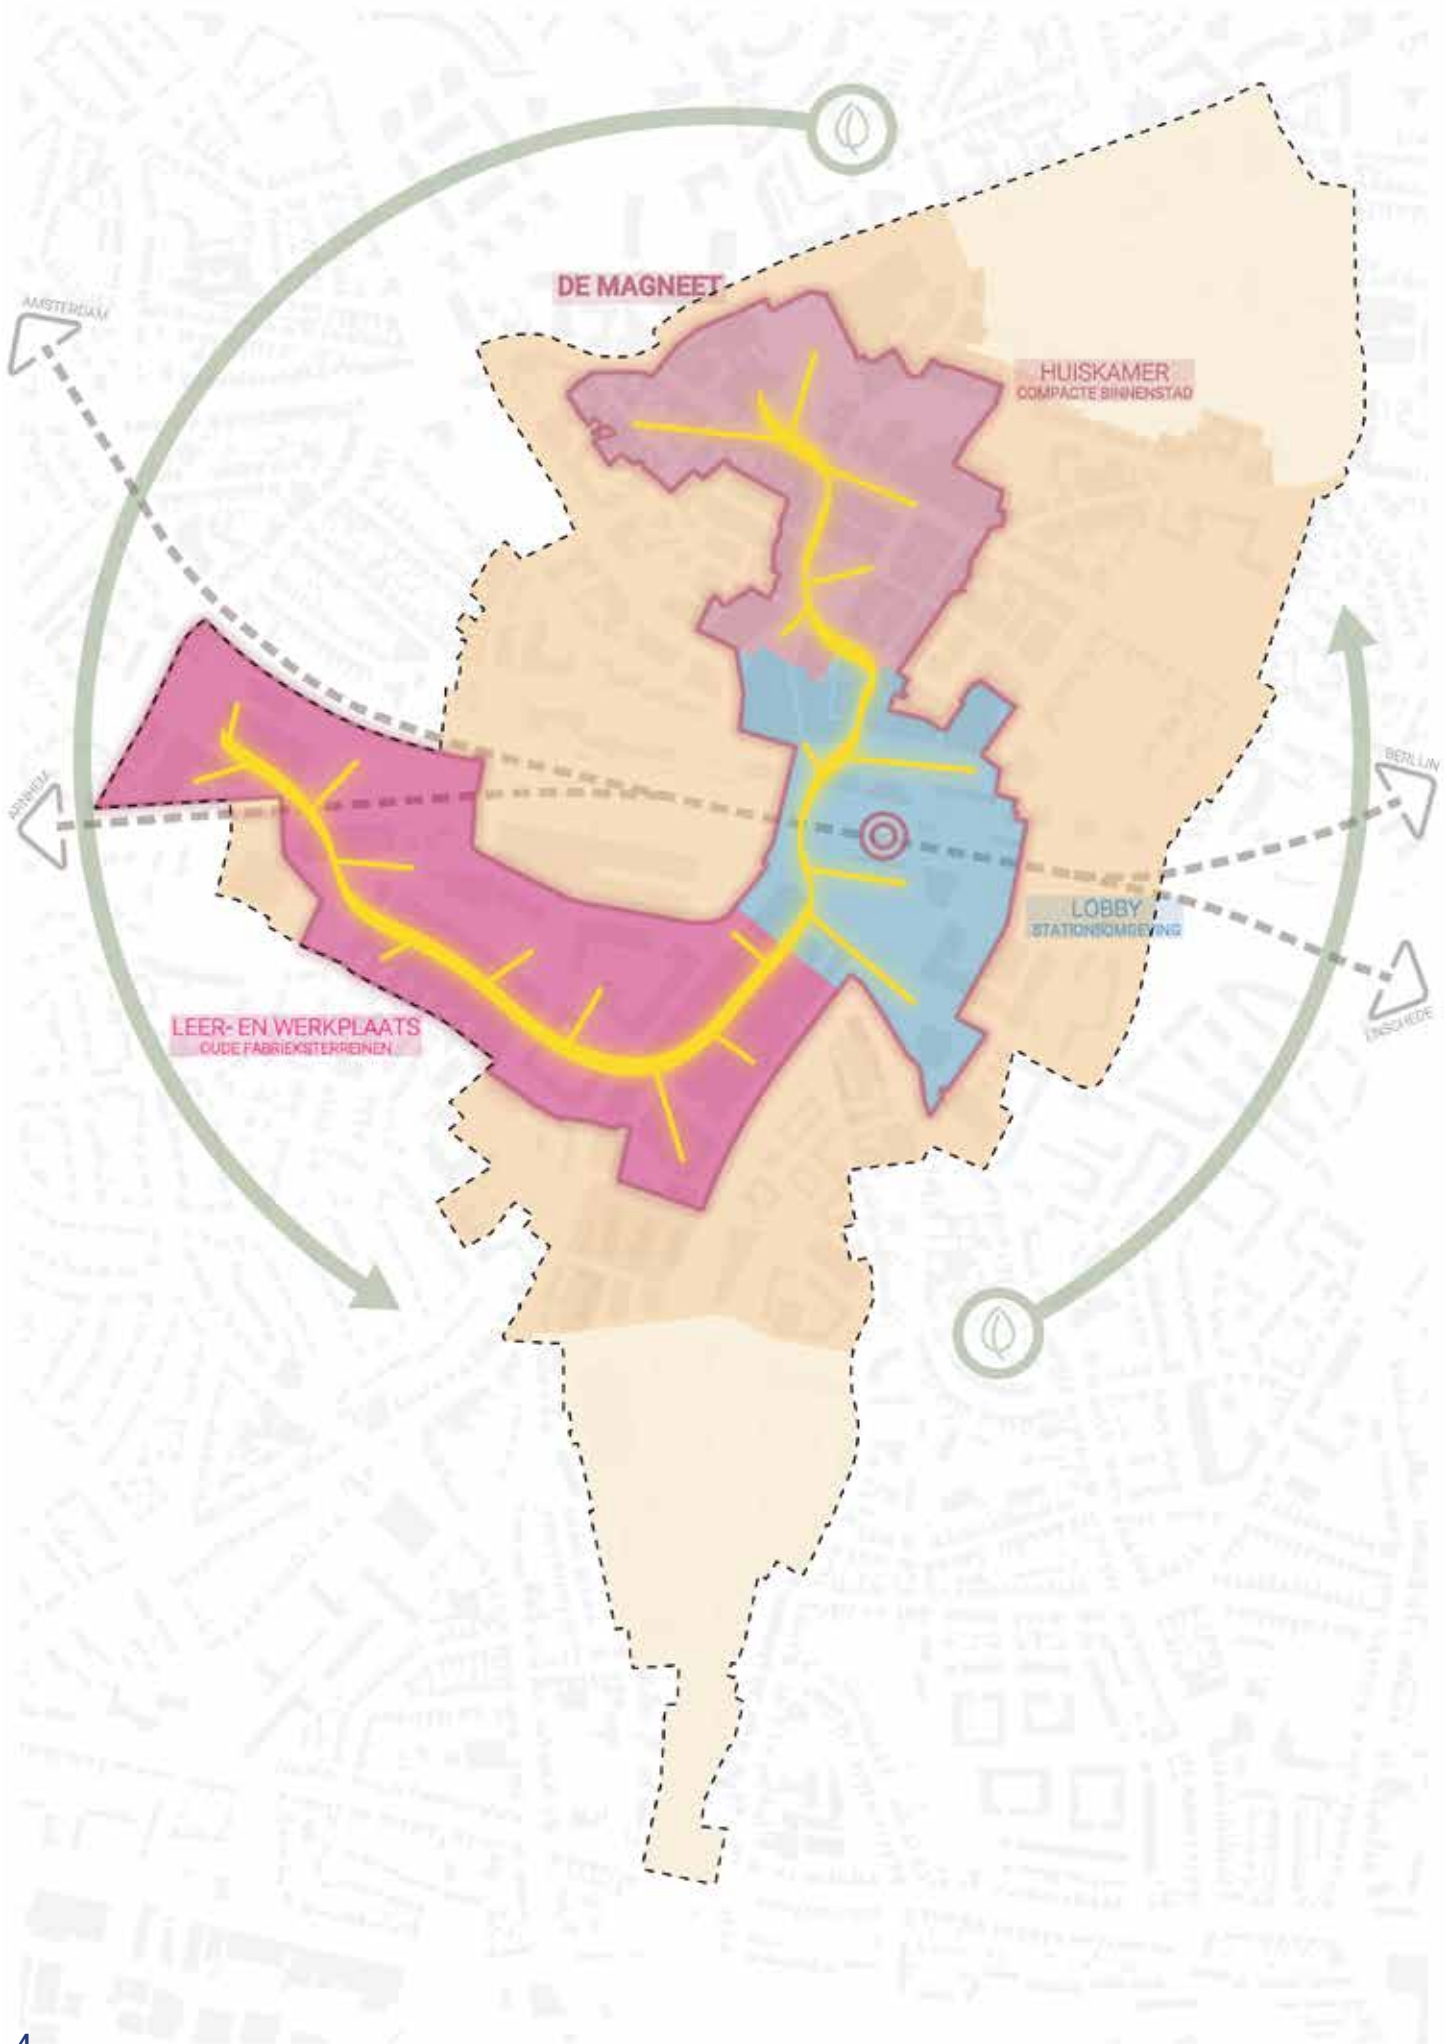 DE MAGNEET
AMSTERDAM
HUISKAMER
COMPACTE BINNENSTAD
BERLIJN
ARNHEM
LOBBY
STATIONSOMGEVING
ENSCHEDE
LEER- EN WERKPLAATS
OUDE FABRIEKSTERREINEN
4